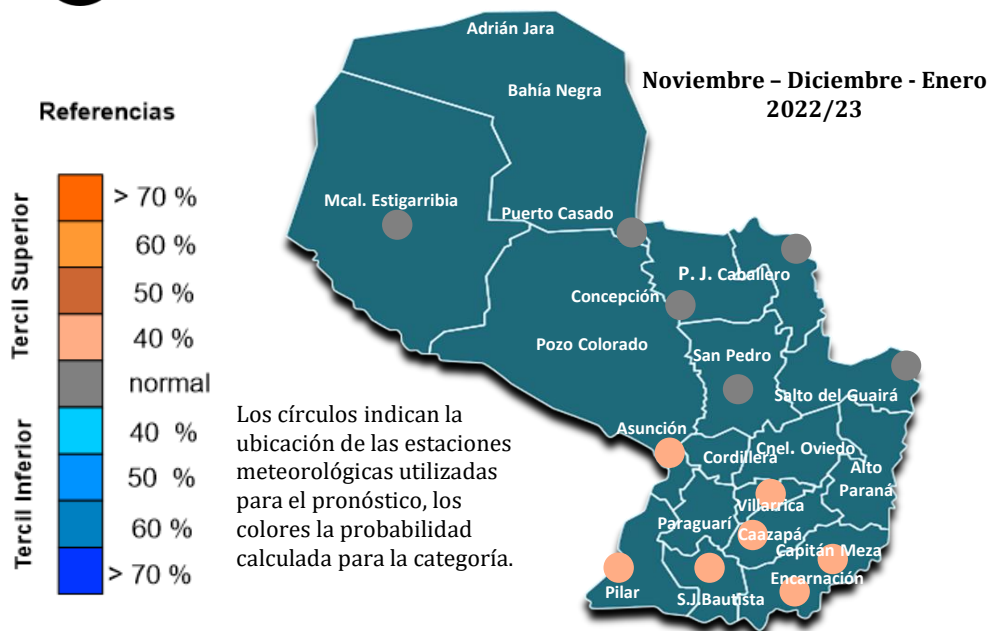 Noviembre – Diciembre - Enero
2022/23
Referencias
Tercil Superior
> 70 %
60 %
50 %
40 %
normal
Tercil Inferior
40 %
50 %
60 %
> 70 %
Los círculos indican la
ubicación de las estaciones
meteorológicas utilizadas
para el pronóstico, los
colores la probabilidad
calculada para la categoría.
Adrián Jara
Bahía Negra
Mcal. Estigarribia
Puerto Casado
P. J. Caballero
Concepción
Pozo Colorado
San Pedro
Salto del Guairá
Asunción
Cnel. Oviedo
Cordillera
Alto
Paraná
Villarrica
Paraguarí
Caazapá
Capitán Meza
Encarnación
Pilar
S.J.Bautista